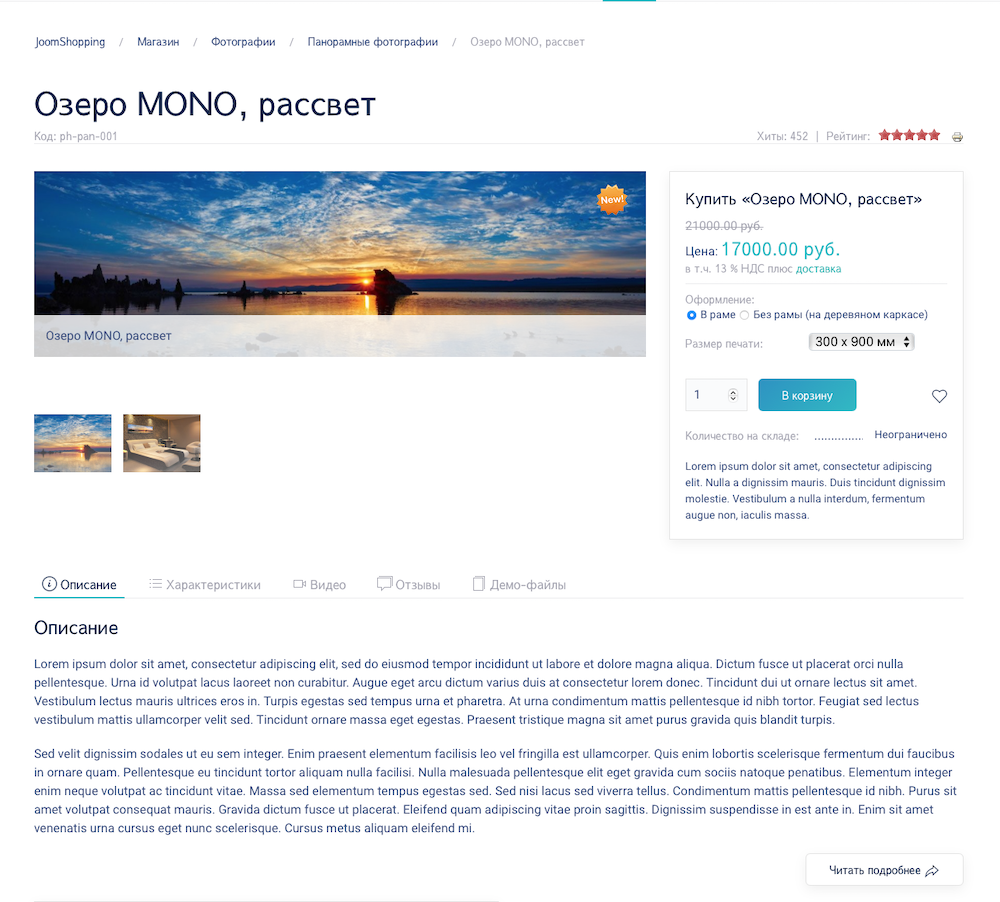 JoomShopping / Магазин / Фотографии / Панорамные фотографии / Озеро MONO, рассвет
Озеро MONO, рассвет
Код: ph-pan-001
Хиты: 452 | Рейтинг:
New!
Озеро MONO, рассвет
Купить «Озеро MONO, рассвет»
21000.00 руб.
Цена: 17000.00 руб.
в т.ч. 13 % НДС плюс доставка
Оформление:
В раме Без рамы (на деревяном каркасе)
Размер печати: 300 x 900 мм
1 В корзину
Количество на складе: ............... Неограничено
Lorem ipsum dolor sit amet, consectetur adipiscing
elit. Nulla a dignissim mauris. Duis tincidunt dignissim
molestie. Vestibulum a nulla interdum, fermentum
augue non, iaculis massa.
Описание Характеристики Видео Отзывы Демо-файлы
Описание
Lorem ipsum dolor sit amet, consectetur adipiscing elit, sed do eiusmod tempor incididunt ut labore et dolore magna aliqua. Dictum fusce ut placerat orci nulla
pellentesque. Urna id volutpat lacus laoreet non curabitur. Augue eget arcu dictum varius duis at consectetur lorem donec. Tincidunt dui ut ornare lectus sit amet.
Vestibulum lectus mauris ultrices eros in. Turpis egestas sed tempus urna et pharetra. At urna condimentum mattis pellentesque id nibh tortor. Feugiat sed lectus
vestibulum mattis ullamcorper velit sed. Tincidunt ornare massa eget egestas. Praesent tristique magna sit amet purus gravida quis blandit turpis.
Sed velit dignissim sodales ut eu sem integer. Enim praesent elementum facilisis leo vel fringilla est ullamcorper. Quis enim lobortis scelerisque fermentum dui faucibus
in ornare quam. Pellentesque eu tincidunt tortor aliquam nulla facilisi. Nulla malesuada pellentesque elit eget gravida cum sociis natoque penatibus. Elementum integer
enim neque volutpat ac tincidunt vitae. Massa sed elementum tempus egestas sed. Sed nisi lacus sed viverra tellus. Condimentum mattis pellentesque id nibh. Purus sit
amet volutpat consequat mauris. Gravida dictum fusce ut placerat. Eleifend quam adipiscing vitae proin sagittis. Dignissim suspendisse in est ante in. Enim sit amet
venenatis urna cursus eget nunc scelerisque. Cursus metus aliquam eleifend mi.
Читать подробнее